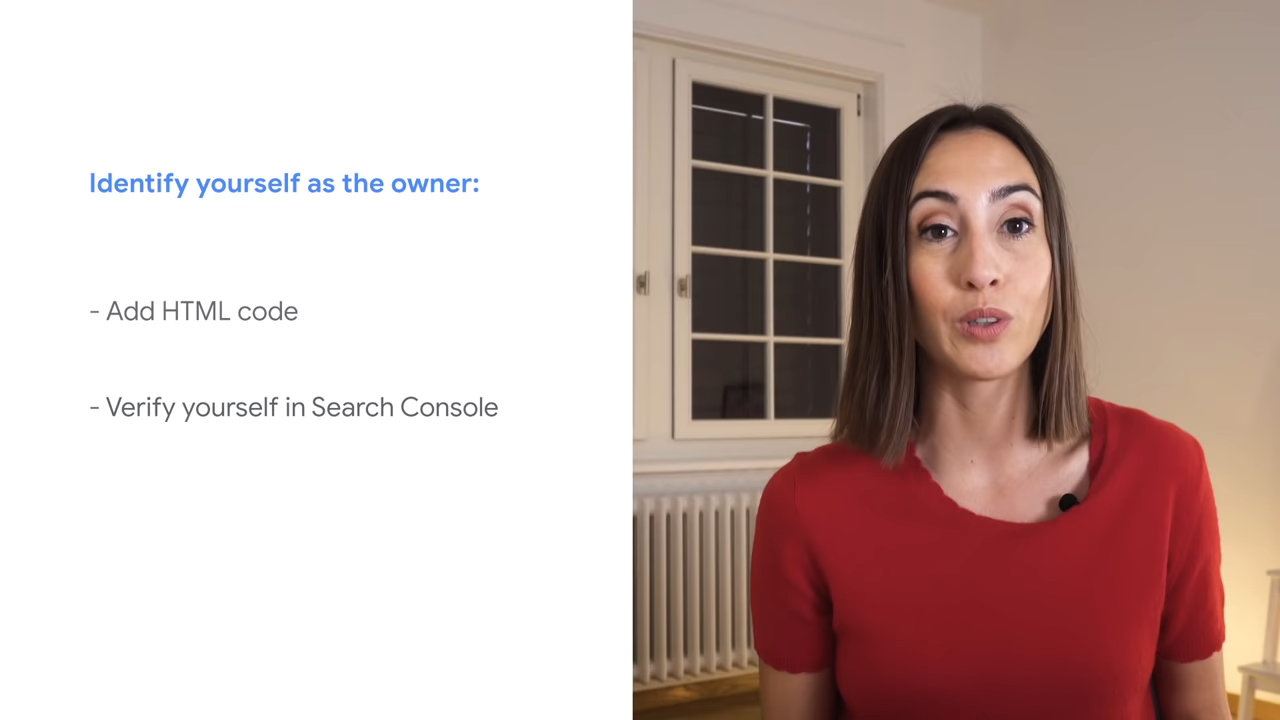 Identify yourself as the owner:
- Add HTML code
- Verify yourself in Search Console